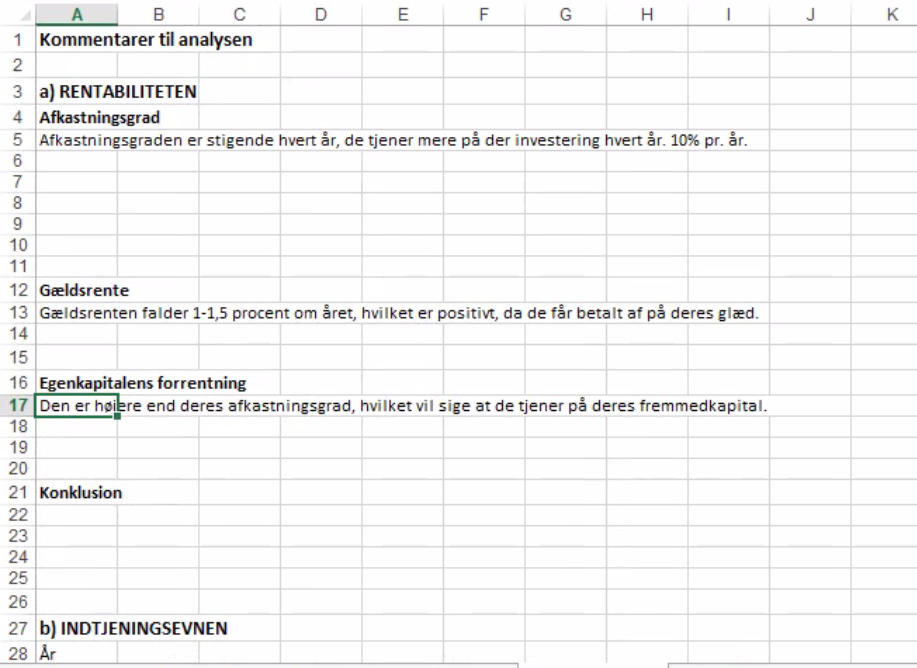 A B C D E F G H I J K
1 Kommentarer til analysen
2
3 a) RENTABILITETEN
4 Afkastningsgrad
5 Afkastningsgraden er stigende hvert år, de tjener mere på der investering hvert år. 10% pr. år.
6
7
8
9
10
11
12 Gældsrente
13 Gældsrenten falder 1-1,5 procent om året, hvilket er positivt, da de får betalt af på deres glæd.
14
15
16 Egenkapitalens forrentning
17 Den er høiere end deres afkastningsgrad, hvilket vil sige at de tjener på deres fremmedkapital.
18
19
20
21 Konklusion
22
23
24
25
26
27 b) INDTJENINGSEVNEN
28 År